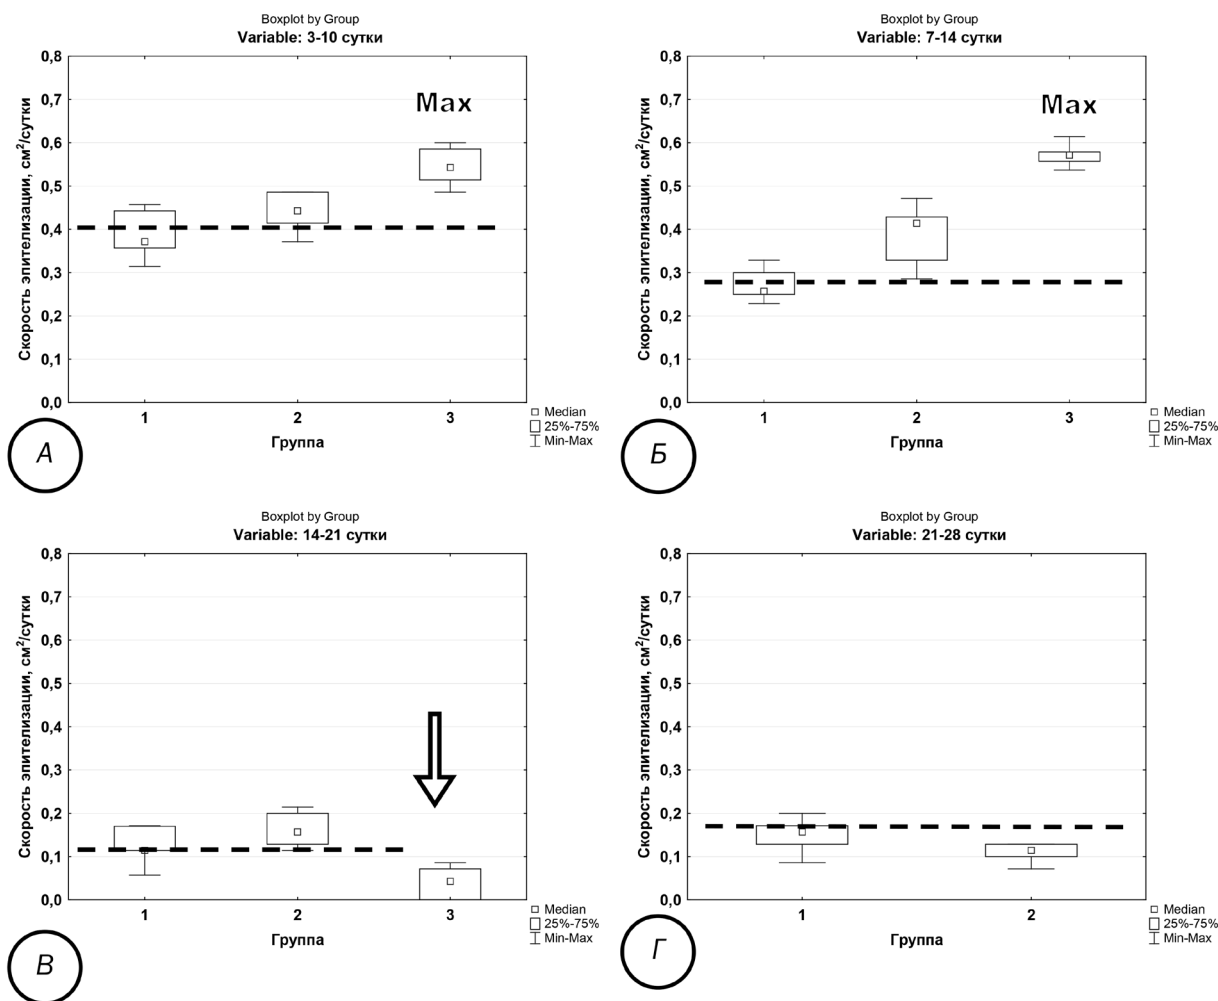 Boxplot by Group
Variable: 3-10 сутки
Скорость эпителизации, см²/сутки
0,8
0,7
0,6
0,5
0,4
0,3
0,2
0,1
0,0
Max
1 2 3
Группа
Median
25%-75%
Min-Max
А
Boxplot by Group
Variable: 7-14 сутки
Скорость эпителизации, см²/сутки
0,8
0,7
0,6
0,5
0,4
0,3
0,2
0,1
0,0
Max
1 2 3
Группа
Median
25%-75%
Min-Max
Б
Boxplot by Group
Variable: 14-21 сутки
Скорость эпителизации, см²/сутки
0,8
0,7
0,6
0,5
0,4
0,3
0,2
0,1
0,0
1 2 3
Группа
Median
25%-75%
Min-Max
В
Boxplot by Group
Variable: 21-28 сутки
Скорость эпителизации, см²/сутки
0,8
0,7
0,6
0,5
0,4
0,3
0,2
0,1
0,0
1 2
Группа
Median
25%-75%
Min-Max
Г